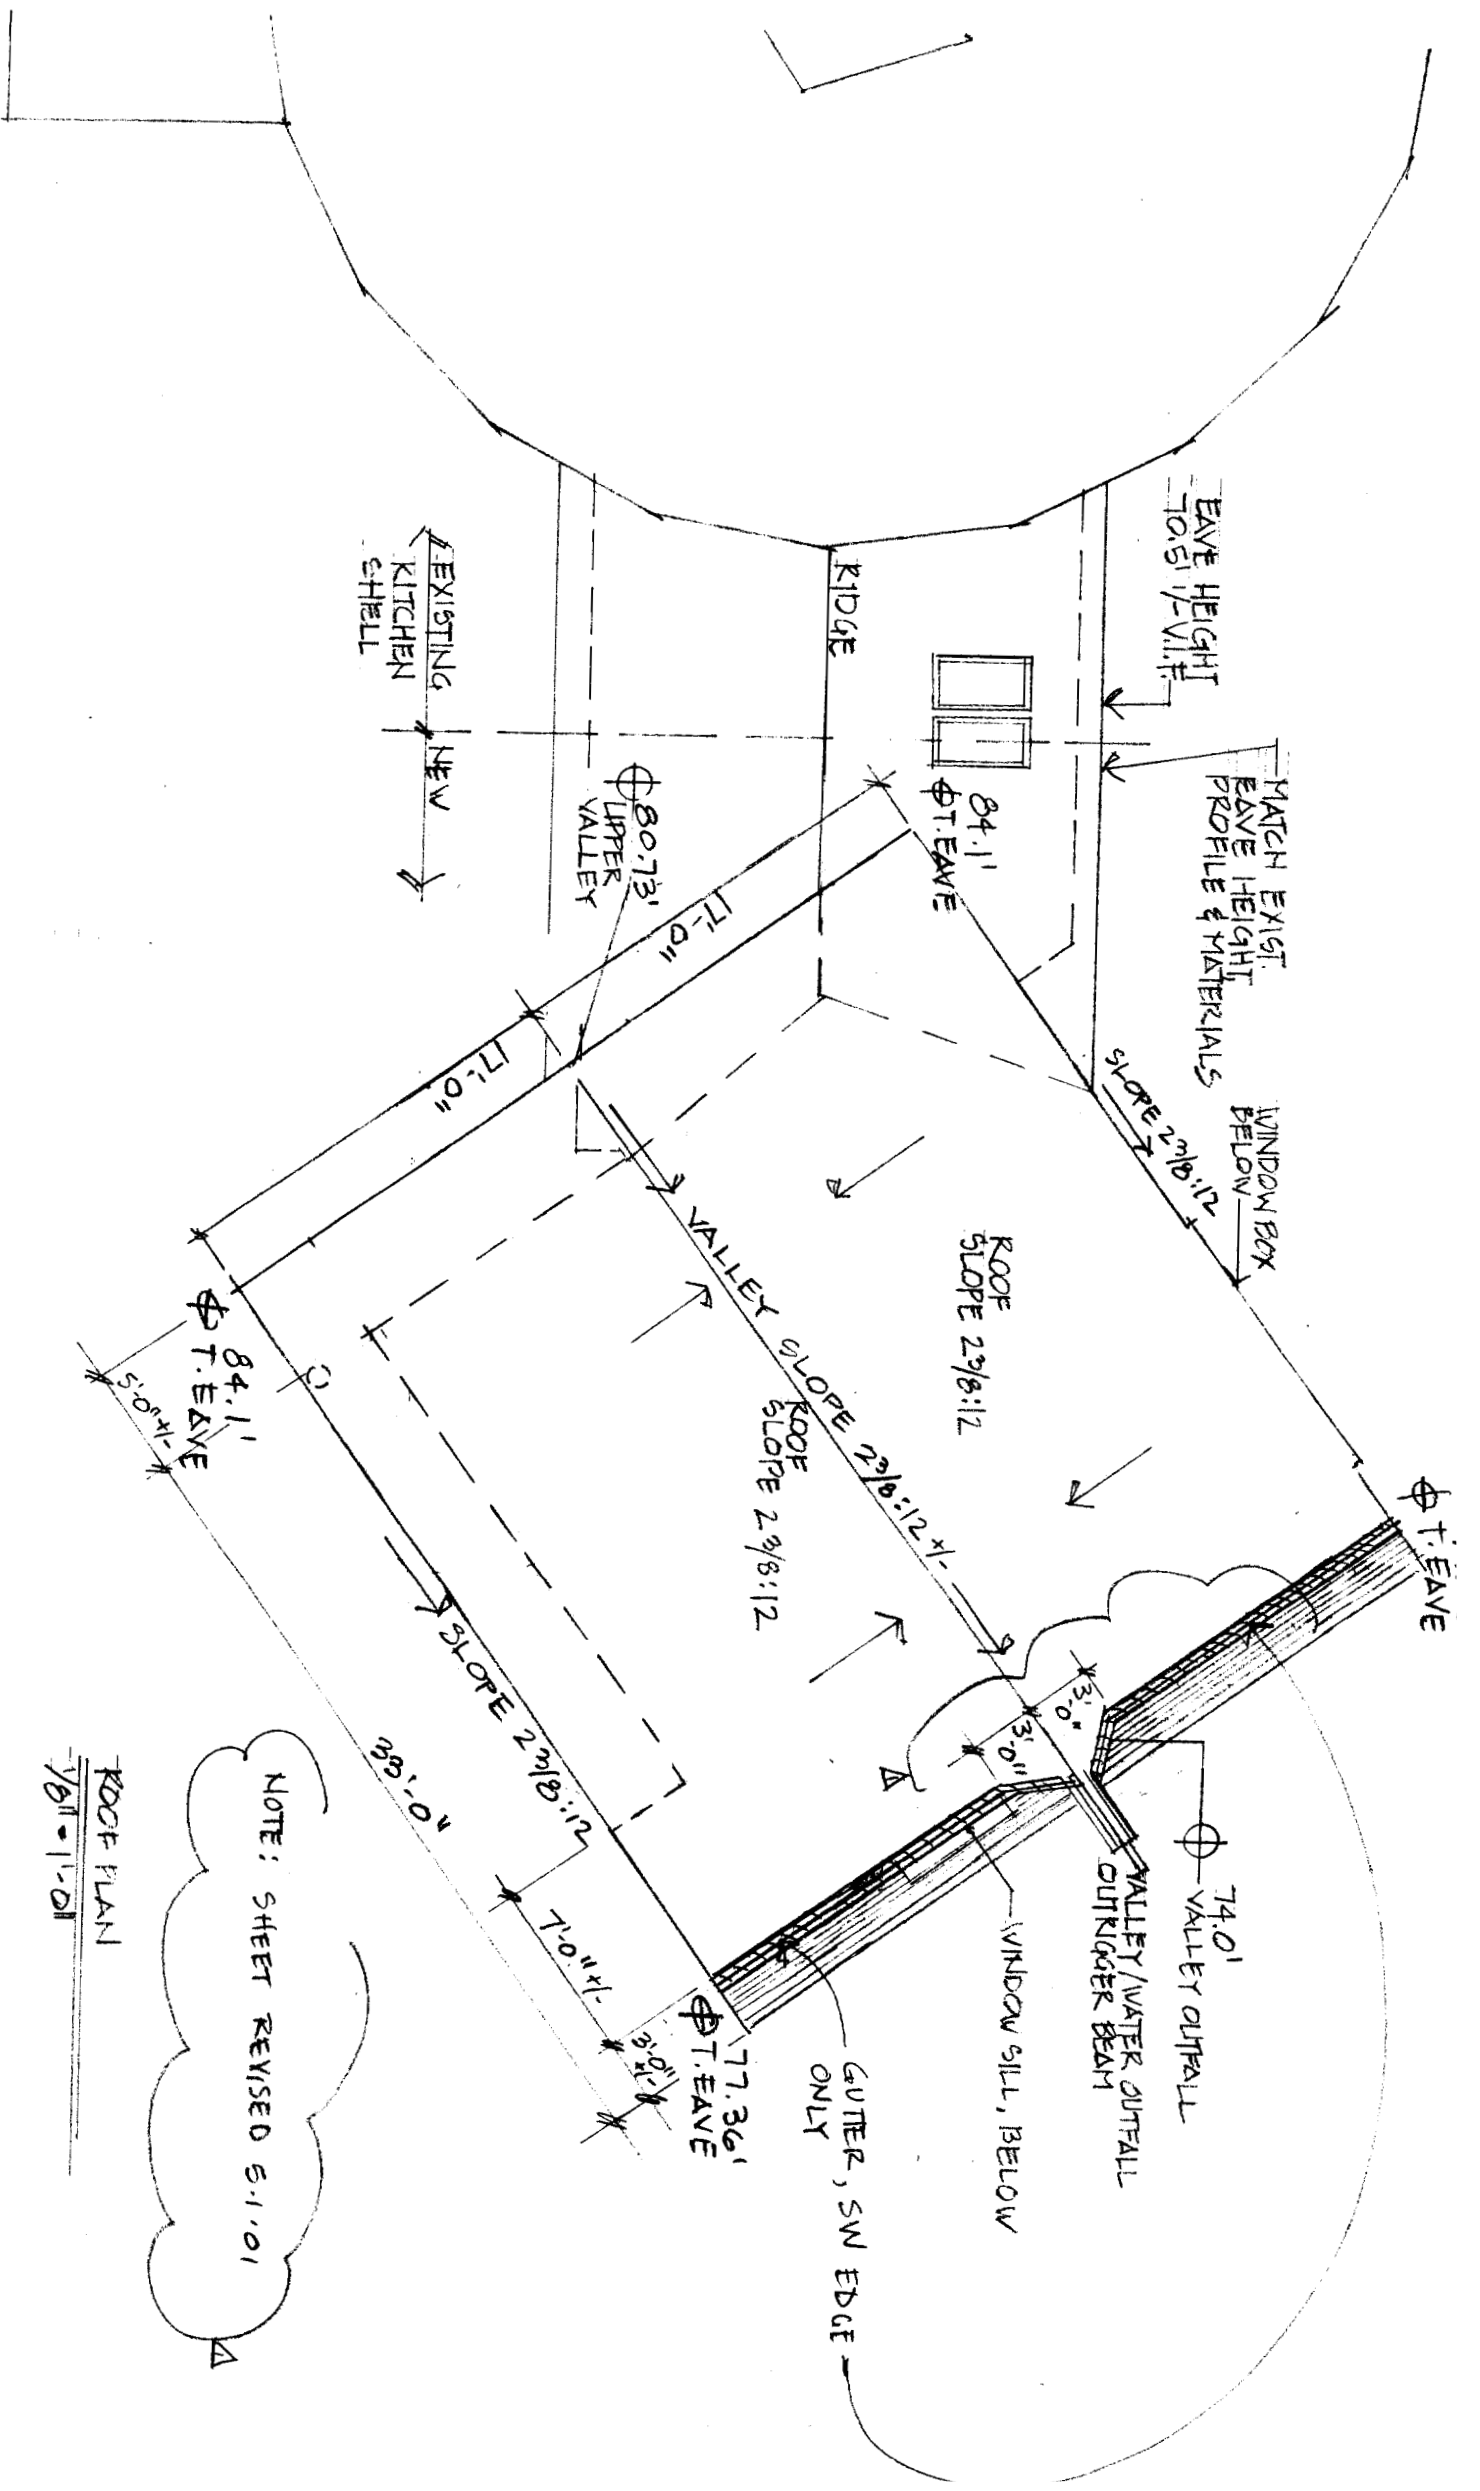 EAVE HEIGHT
70.5' +/- V.I.F.
MATCH EXIST.
EAVE HEIGHT,
PROFILE & MATERIALS
WINDOW BOX
BELOW
SLOPE 2 3/8:12
RIDGE
EXISTING
KITCHEN
SHELL
NEW
84.1'
T. EAVE
80.73'
UPPER
VALLEY
17'-0"
17'-0"
ROOF
SLOPE 2 3/8:12
VALLEY SLOPE 2 3/8:12 +/-
ROOF
SLOPE 2 3/8:12
T. EAVE
3'-0"
3'-0"
74.0'
VALLEY OUTFALL
VALLEY/WATER OUTFALL
OUTRIGGER BEAM
WINDOW SILL, BELOW
GUTTER, SW EDGE
ONLY
84.1'
T. EAVE
5'-0" +/-
SLOPE 2 3/8:12
33'-0"
7'-0" +/-
3'-0"
+/-
77.36'
T. EAVE
NOTE: SHEET REVISED 5.1.01
ROOF PLAN
1/8" = 1'-0"